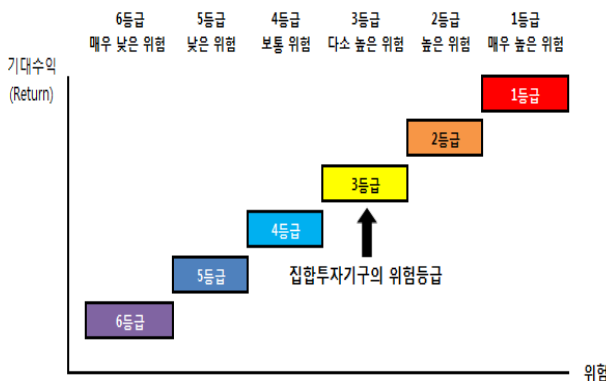 6등급 5등급 4등급 3등급 2등급 1등급
매우 낮은 위험 낮은 위험 보통 위험 다소 높은 위험 높은 위험 매우 높은 위험
기대수익
(Return)
1등급
2등급
3등급
4등급
집합투자기구의 위험등급
5등급
6등급
위험